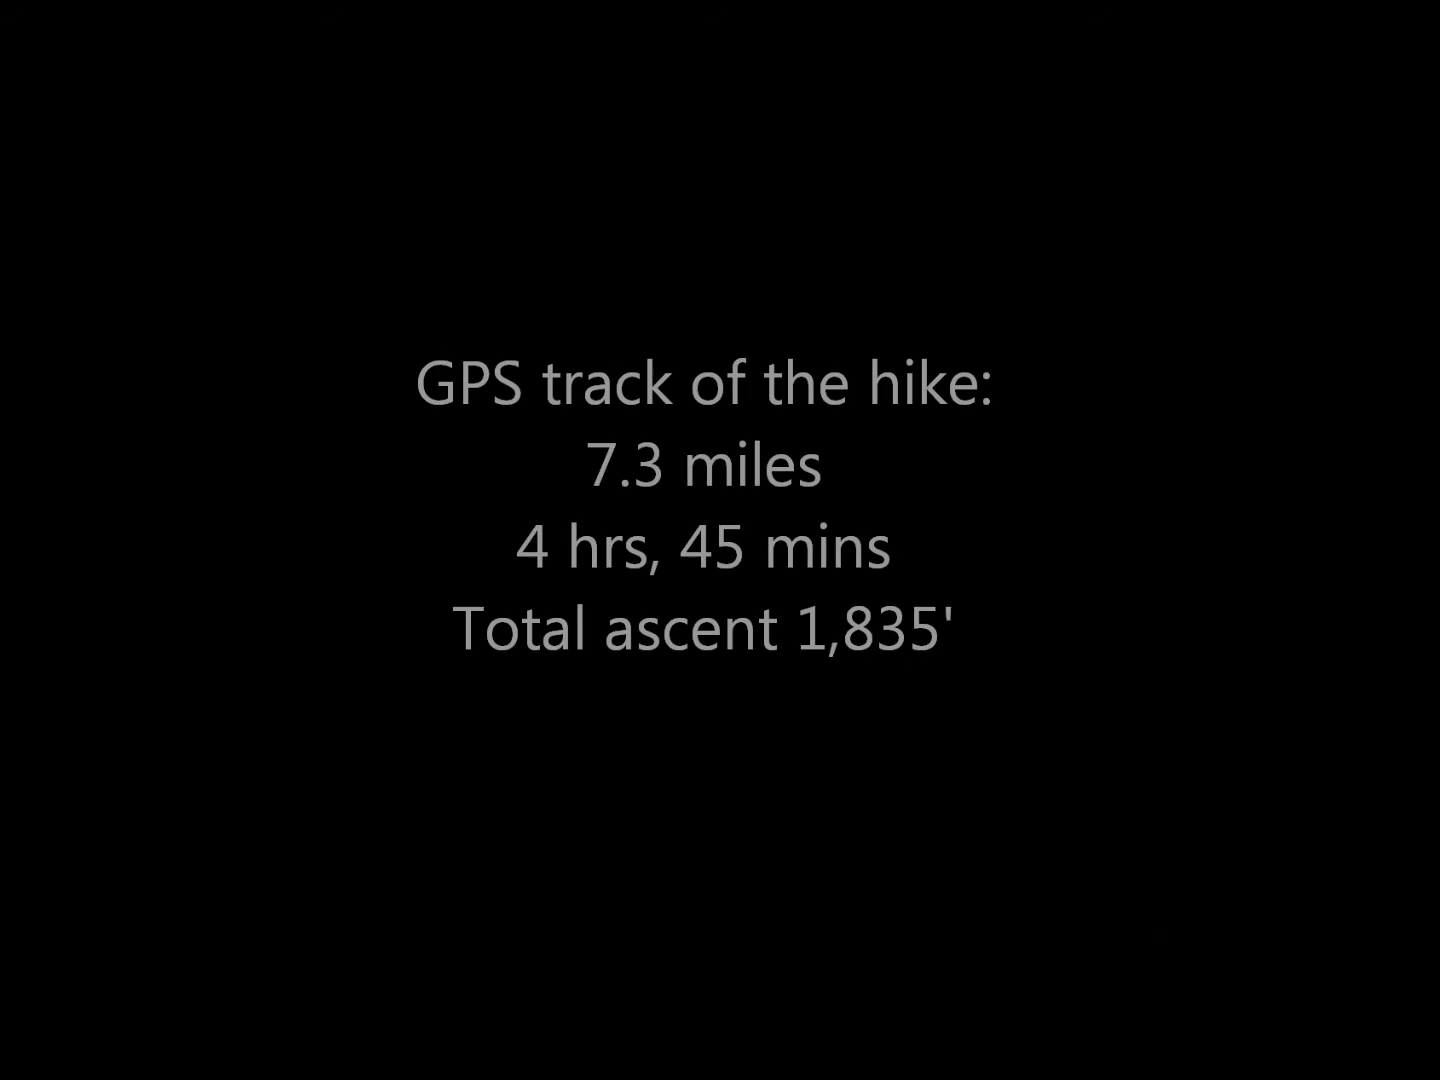 GPS track of the hike:
7.3 miles
4 hrs, 45 mins
Total ascent 1,835'